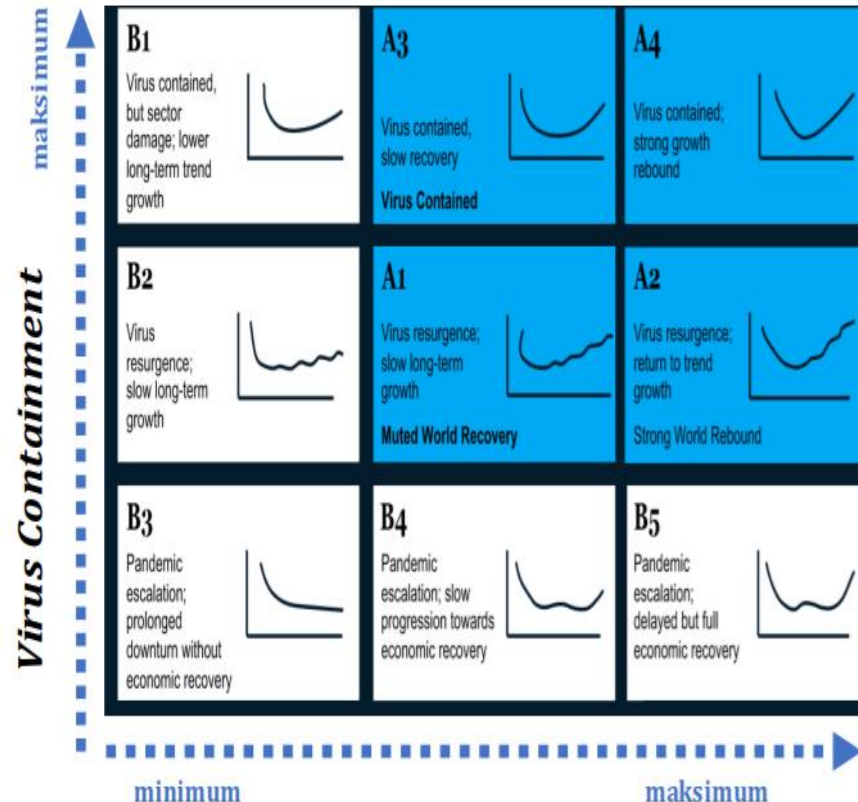 maksimum
Virus Containment
B1
Virus contained,
but sector
damage; lower
long-term trend
growth
A3
Virus contained,
slow recovery
Virus Contained
A4
Virus contained;
strong growth
rebound
B2
Virus
resurgence;
slow long-term
growth
A1
Virus resurgence;
slow long-term
growth
Muted World Recovery
A2
Virus resurgence;
return to trend
growth
Strong World Rebound
B3
Pandemic
escalation;
prolonged
downturn without
economic recovery
B4
Pandemic
escalation; slow
progression towards
economic recovery
B5
Pandemic
escalation;
delayed but full
economic recovery
minimum
maksimum